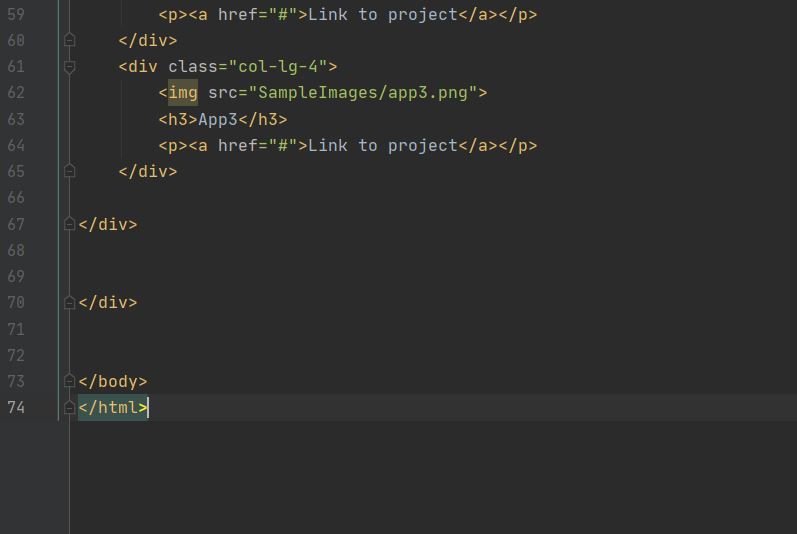 59 <p><a href="#">Link to project</a></p>
60 </div>
61 <div class="col-lg-4">
62 <img src="SampleImages/app3.png">
63 <h3>App3</h3>
64 <p><a href="#">Link to project</a></p>
65 </div>
66
67 </div>
68
69
70 </div>
71
72
73 </body>
74 </html>